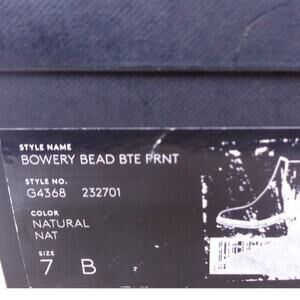 STYLE NAME
BOWERY BEAD BTE PRNT
STYLE NO.
G4368 232701
COLOR
NATURAL
NAT
SIZE
7 B